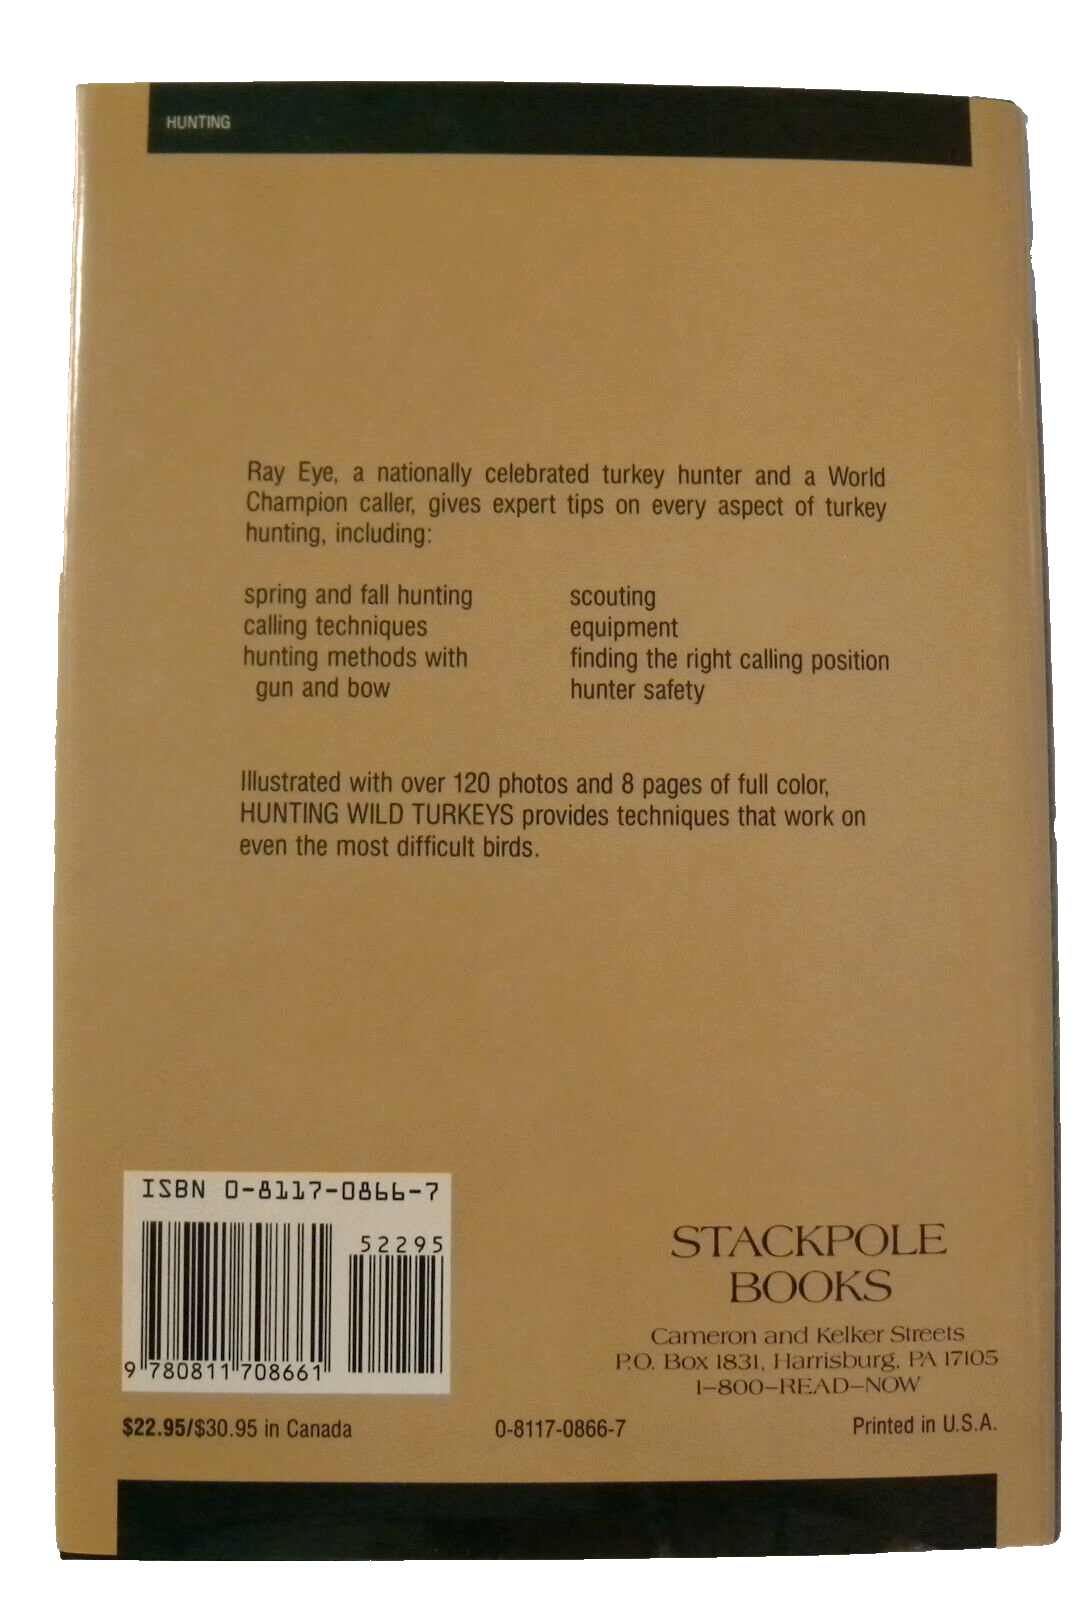 HUNTING
Ray Eye, a nationally celebrated turkey hunter and a World
Champion caller, gives expert tips on every aspect of turkey
hunting, including:
spring and fall hunting
calling techniques
hunting methods with
gun and bow
scouting
equipment
finding the right calling position
hunter safety
Illustrated with over 120 photos and 8 pages of full color,
HUNTING WILD TURKEYS provides techniques that work on
even the most difficult birds.
ISBN 0-8117-0866-7
52295
9 780811 708661
STACKPOLE
BOOKS
Cameron and Kelker Streets
P.O. Box 1831, Harrisburg, PA 17105
1-800-READ-NOW
$22.95/$30.95 in Canada
0-8117-0866-7
Printed in U.S.A.